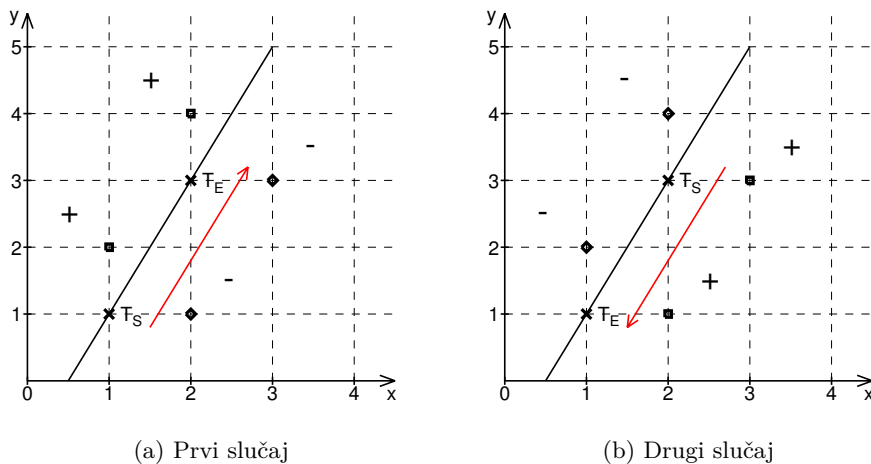 y
5
4
3
2
1
0 1 2 3 4 x
+
-
+
-
T_E
T_S
(a) Prvi slučaj
y
5
4
3
2
1
0 1 2 3 4 x
-
+
-
+
T_S
T_E
(b) Drugi slučaj